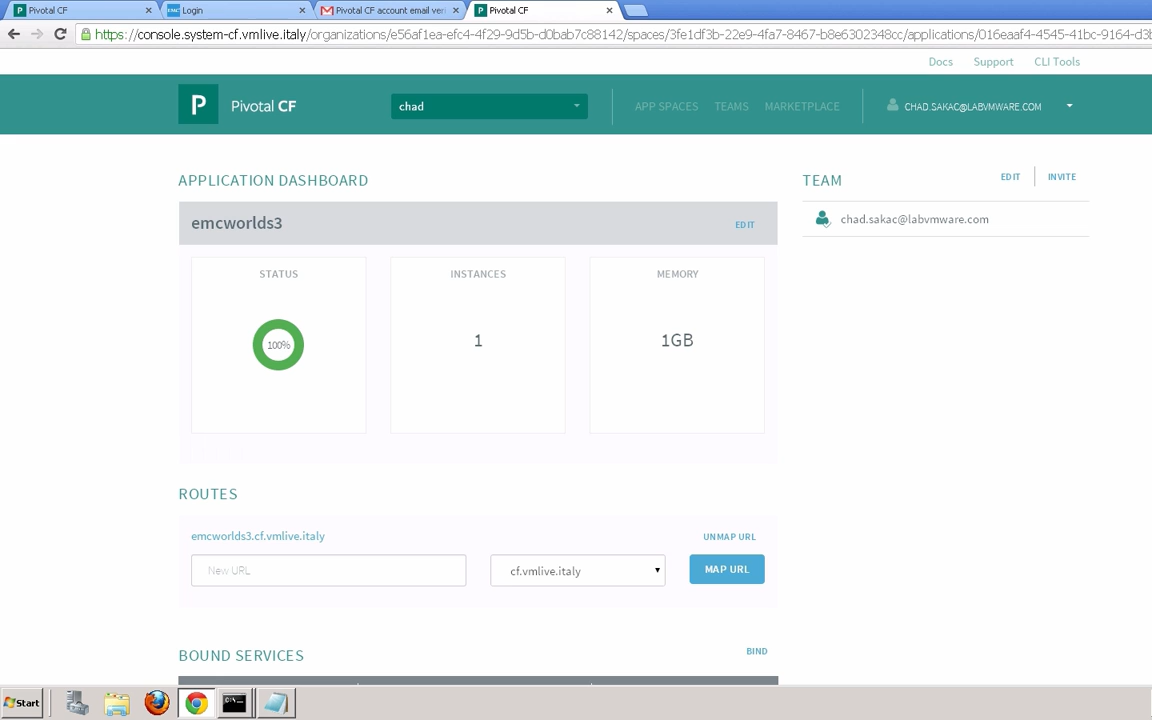 Pivotal CF
EMC Login
Pivotal CF account email ver
Pivotal CF
https://console.system-cf.vmlive.italy/organizations/e56af1ea-efc4-4f29-9d5b-d0bab7c88142/spaces/3fe1df3b-22e9-4fa7-8467-b8e6302348cc/applications/016eaaf4-4545-41bc-9164-d3b
Docs Support CLI Tools
P Pivotal CF chad APP SPACES TEAMS MARKETPLACE CHAD.SAKAC@LABVMWARE.COM
APPLICATION DASHBOARD
emcworlds3 EDIT
STATUS INSTANCES MEMORY
100% 1 1GB
ROUTES
emcworlds3.cf.vmlive.italy UNMAP URL
New URL cf.vmlive.italy MAP URL
BOUND SERVICES BIND
TEAM EDIT INVITE
chad.sakac@labvmware.com
Start